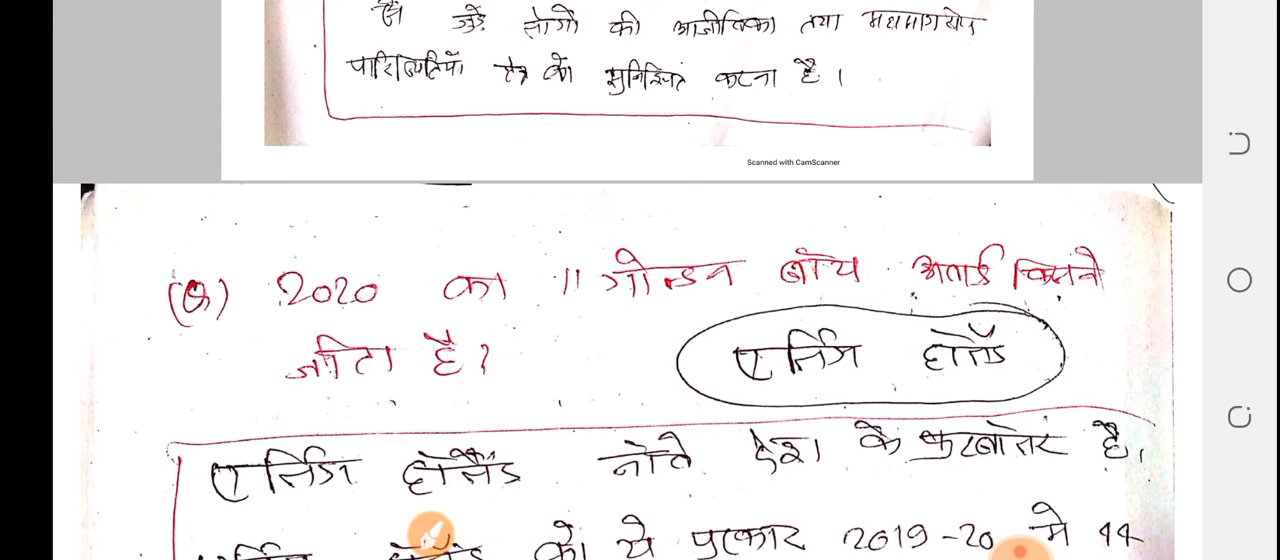 से जुड़े लोगों की आजीविका तथा महासागरीय
पारिस्थितिकी तंत्र को सुनिश्चित करना है।
Scanned with CamScanner
(Q) 2020 का "गोल्डन बॉय अवार्ड किसने
जीता है?
एर्लिंग हॉलैंड
एर्लिंग हॉलैंड नॉर्वे देश के फुटबॉलर है,
को ये पुरस्कार 2019-20 मे 44